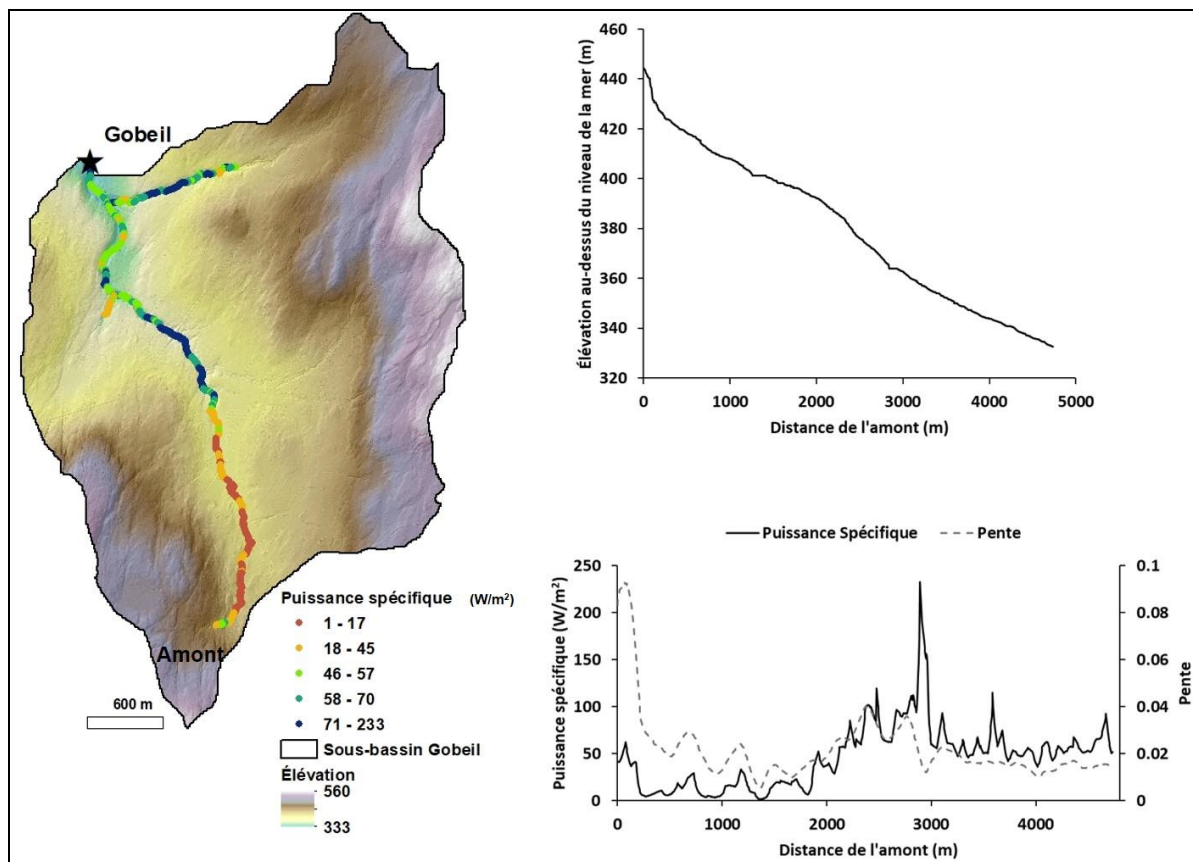 Gobeil
Amont
600 m
Puissance spécifique (W/m²)
1 - 17
18 - 45
46 - 57
58 - 70
71 - 233
Sous-bassin Gobeil
Élévation
560
333
Élévation au-dessus du niveau de la mer (m)
460
440
420
400
380
360
340
320
0 1000 2000 3000 4000 5000
Distance de l'amont (m)
Puissance Spécifique Pente
Puissance spécifique (W/m²)
250
200
150
100
50
0
0.1
0.08
0.06
0.04
0.02
0
Pente
0 1000 2000 3000 4000
Distance de l'amont (m)